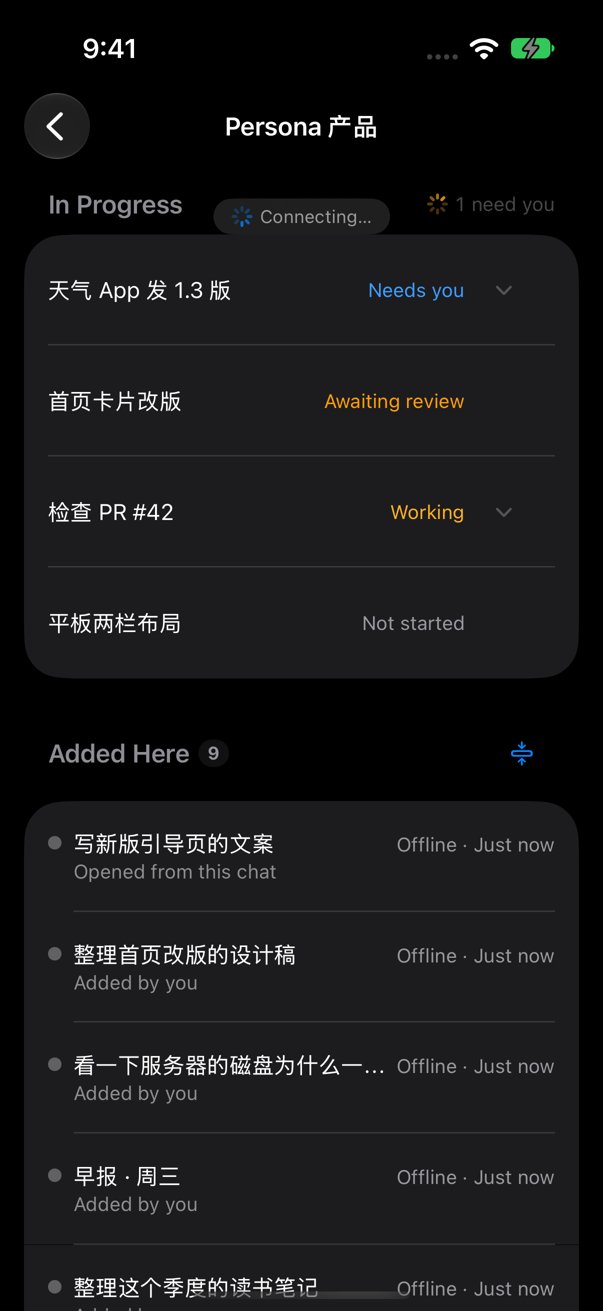 9:41
Persona 产品
In Progress
Connecting...
1 need you
天气 App 发 1.3 版
Needs you
首页卡片改版
Awaiting review
检查 PR #42
Working
平板两栏布局
Not started
Added Here 9
写新版引导页的文案
Offline · Just now
Opened from this chat
整理首页改版的设计稿
Offline · Just now
Added by you
看一下服务器的磁盘为什么一...
Offline · Just now
Added by you
早报 · 周三
Offline · Just now
Added by you
整理这个季度的读书笔记
Offline · Just now